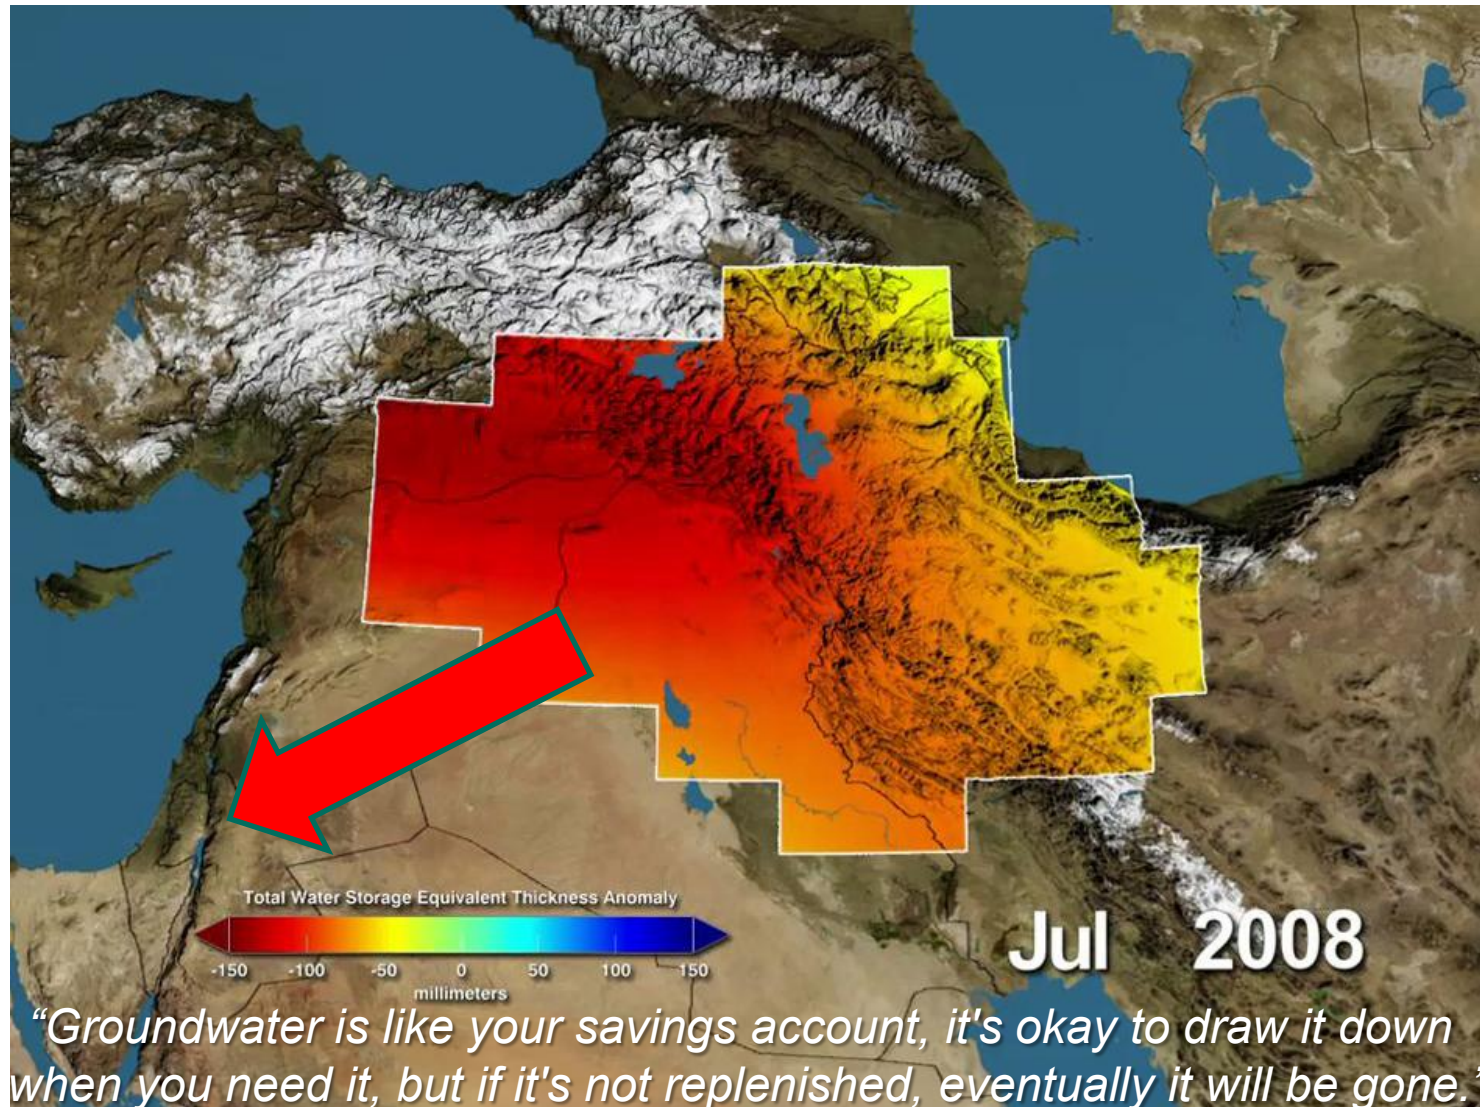 Total Water Storage Equivalent Thickness Anomaly
-150 -100 -50 0 50 100 150
millimeters
Jul 2008
“Groundwater is like your savings account, it's okay to draw it down
when you need it, but if it's not replenished, eventually it will be gone.”